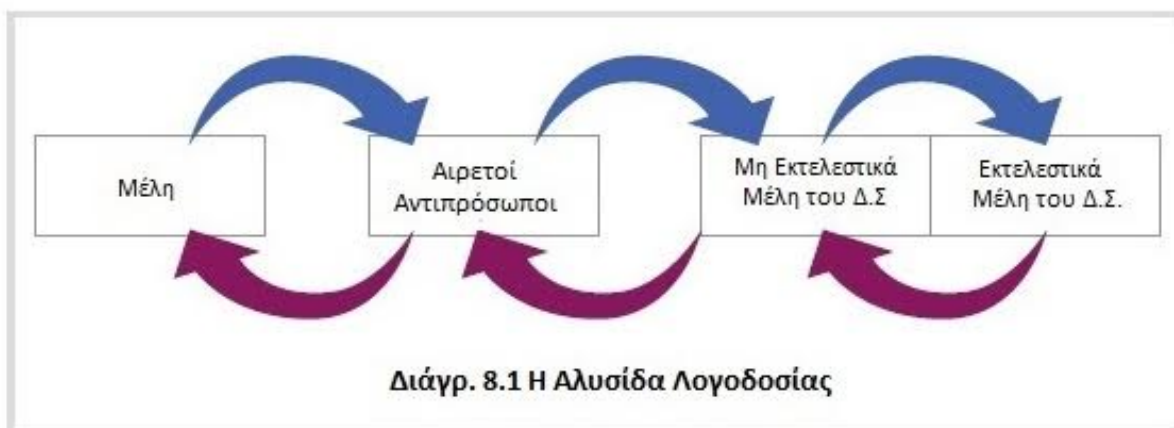 Μέλη
Αιρετοί
Αντιπρόσωποι
Μη Εκτελεστικά
Μέλη του Δ.Σ
Εκτελεστικά
Μέλη του Δ.Σ.
Διάγρ. 8.1 Η Αλυσίδα Λογοδοσίας